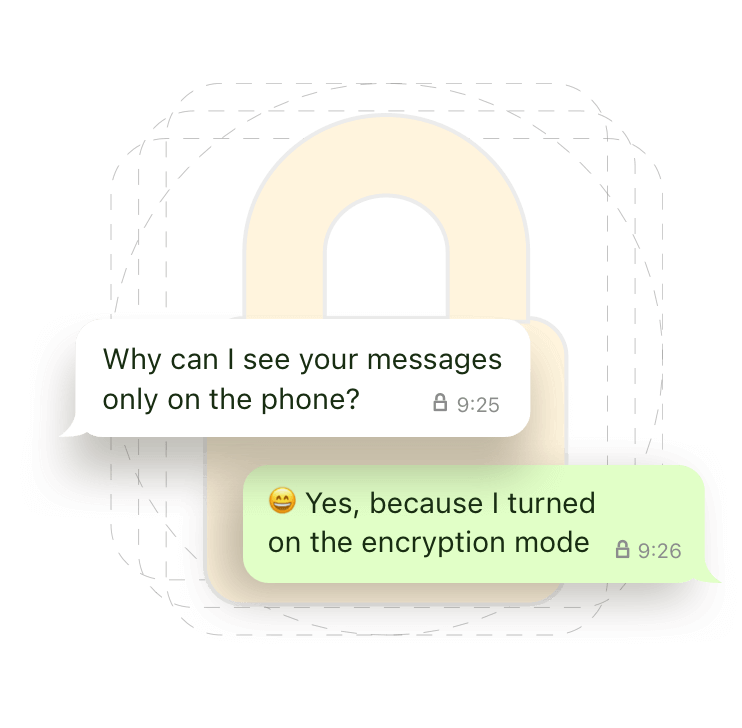 Why can I see your messages
only on the phone? 9:25
😄 Yes, because I turned
on the encryption mode 9:26